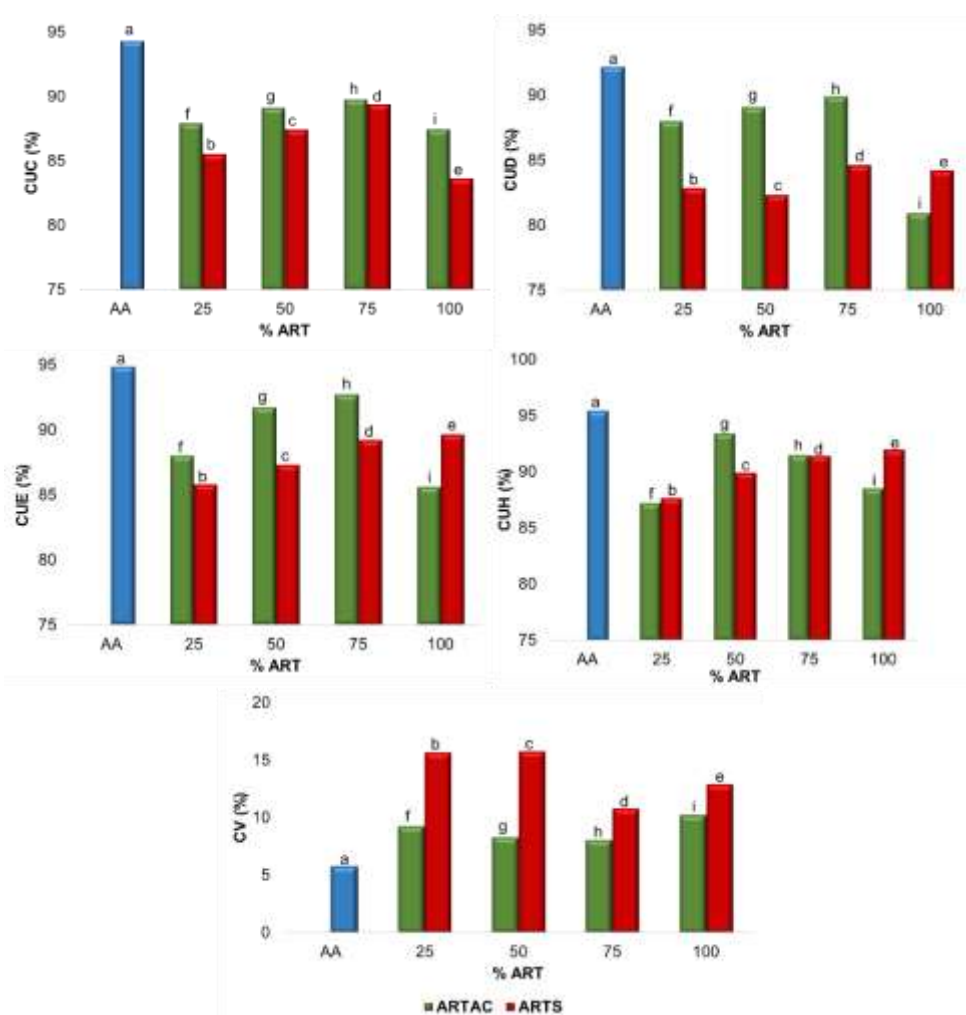 95
90
85
80
75
CUC (%)
a
f
b
g
c
h
d
i
e
AA
25
50
75
100
% ART
95
90
85
80
75
CUD (%)
a
f
b
g
c
h
d
i
e
AA
25
50
75
100
% ART
95
90
85
80
75
CUE (%)
a
f
b
g
c
h
d
i
e
AA
25
50
75
100
% ART
100
95
90
85
80
75
CUH (%)
a
f
b
g
c
h
d
i
e
AA
25
50
75
100
% ART
20
15
10
5
0
CV (%)
a
f
b
g
c
h
d
i
e
AA
25
50
75
100
% ART
ARTAC ARTS